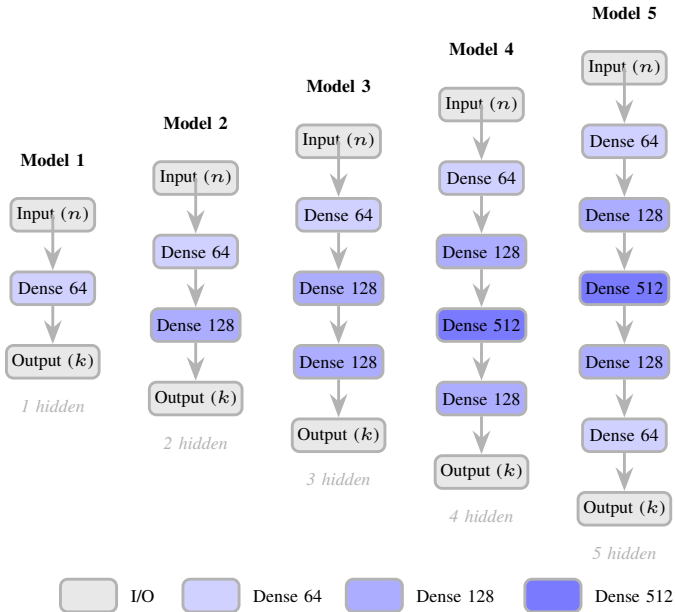 Model 1
Input (n)
Dense 64
Output (k)
1 hidden
Model 2
Input (n)
Dense 64
Dense 128
Output (k)
2 hidden
Model 3
Input (n)
Dense 64
Dense 128
Dense 128
Output (k)
3 hidden
Model 4
Input (n)
Dense 64
Dense 128
Dense 512
Dense 128
Output (k)
4 hidden
Model 5
Input (n)
Dense 64
Dense 128
Dense 512
Dense 128
Dense 64
Output (k)
5 hidden
I/O Dense 64 Dense 128 Dense 512